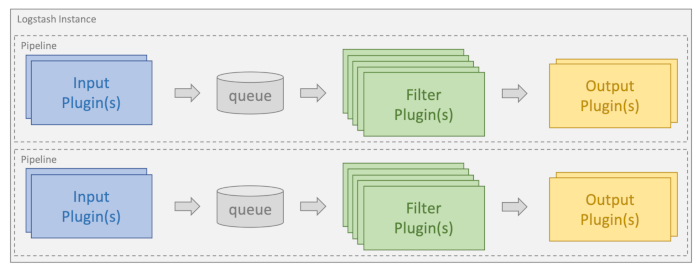 Logstash Instance
Pipeline
Input
Plugin(s)
queue
Filter
Plugin(s)
Output
Plugin(s)
Pipeline
Input
Plugin(s)
queue
Filter
Plugin(s)
Output
Plugin(s)